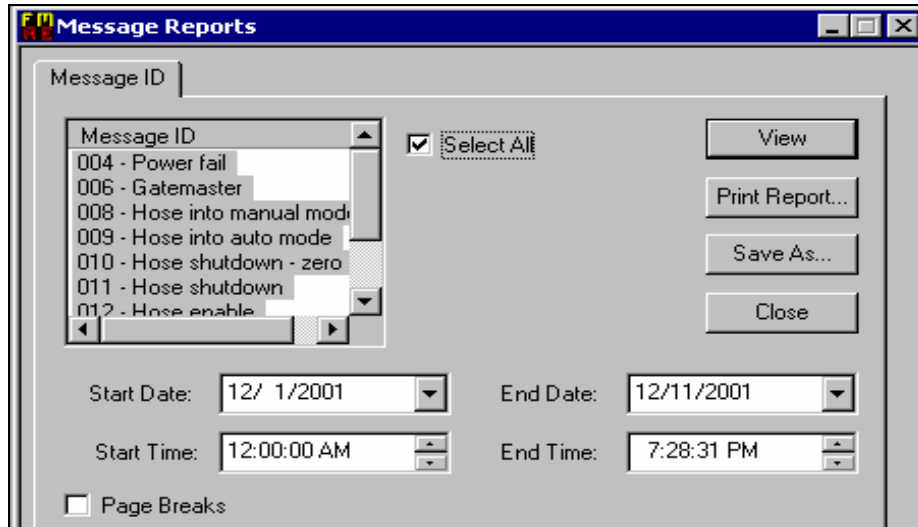 Message Reports
Message ID
Message ID
004 - Power fail
006 - Gatemaster
008 - Hose into manual mod
009 - Hose into auto mode
010 - Hose shutdown - zero
011 - Hose shutdown
012 - Hose enable
Select All
View
Print Report...
Save As...
Close
Start Date: 12/ 1/2001 End Date: 12/11/2001
Start Time: 12:00:00 AM End Time: 7:28:31 PM
Page Breaks